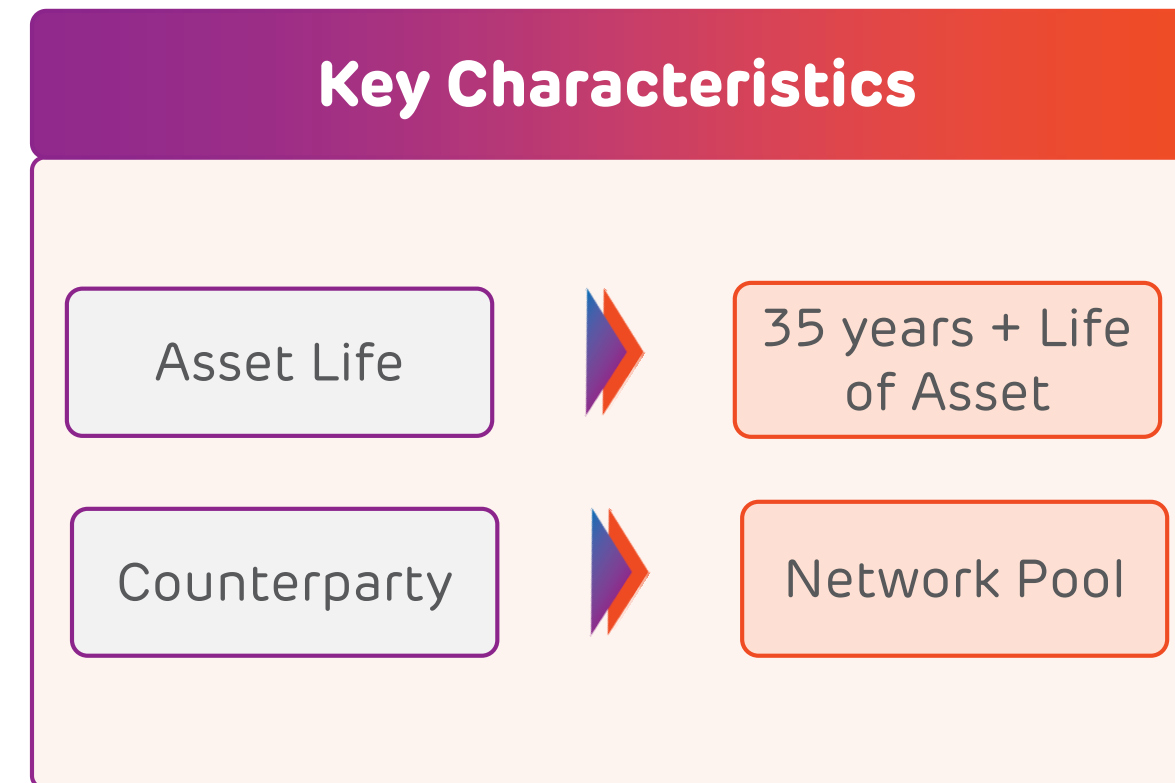 Key Characteristics
Asset Life
35 years + Life
of Asset
Counterparty
Network Pool